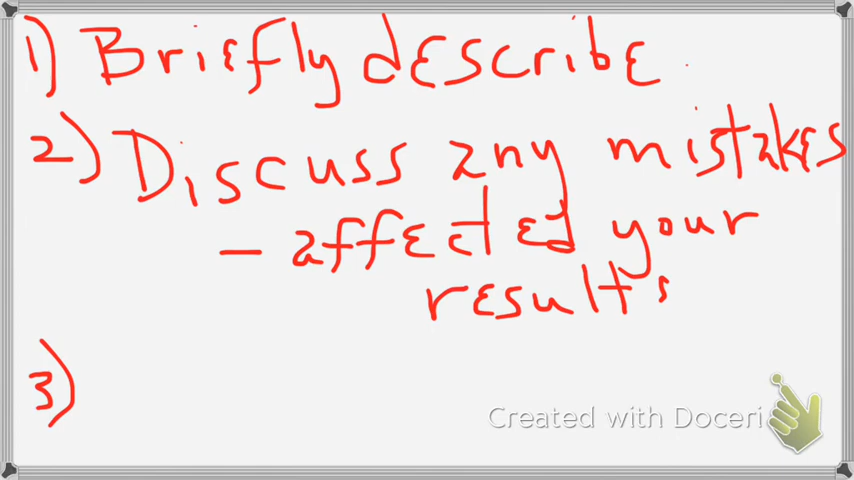 1) Briefly describe
2) Discuss any mistakes
- affected your
results
3)
Created with Doceri